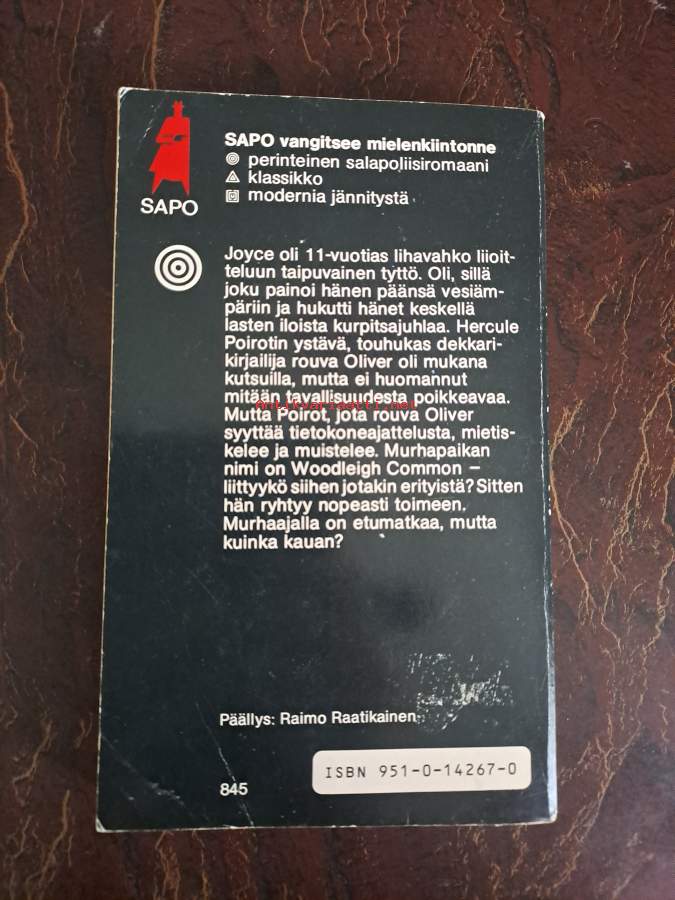 SAPO vangitsee mielenkiintonne
perinteinen salapoliisiromaani
klassikko
modernia jännitystä
SAPO
Joyce oli 11-vuotias lihavahko liioit-
teluun taipuvainen tyttö. Oli, sillä
joku painoi hänen päänsä vesiäm-
päriin ja hukutti hänet keskellä
lasten iloista kurpitsajuhlaa. Hercule
Poirotin ystävä, touhukas dekkari-
kirjailija rouva Oliver oli mukana
kutsuilla, mutta ei huomannut
mitään tavallisuudesta poikkeavaa.
Antikvariaatti.net
Mutta Poirot, jota rouva Oliver
syyttää tietokoneajattelusta, mietis-
kelee ja muistelee. Murhapaikan
nimi on Woodleigh Common –
liittyykö siihen jotakin erityistä? Sitten
hän ryhtyy nopeasti toimeen.
Murhaajalla on etumatkaa, mutta
kuinka kauan?
Päällys: Raimo Raatikainen
ISBN 951-0-14267-0
845